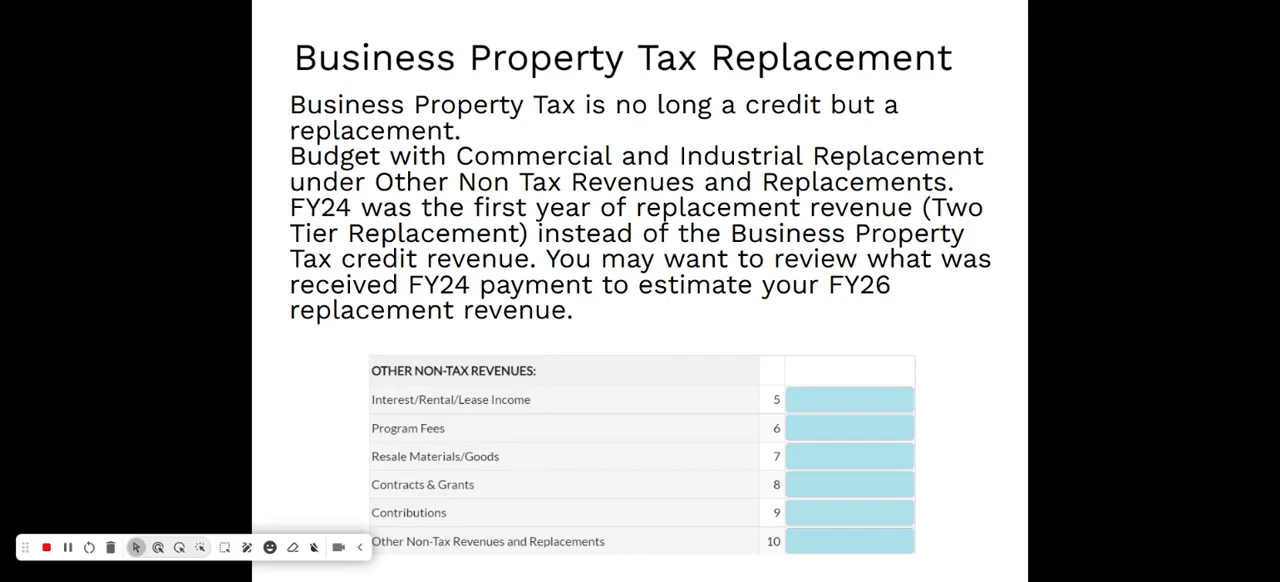 Business Property Tax Replacement
Business Property Tax is no long a credit but a
replacement.
Budget with Commercial and Industrial Replacement
under Other Non Tax Revenues and Replacements.
FY24 was the first year of replacement revenue (Two
Tier Replacement) instead of the Business Property
Tax credit revenue. You may want to review what was
received FY24 payment to estimate your FY26
replacement revenue.
OTHER NON-TAX REVENUES:
Interest/Rental/Lease Income 5
Program Fees 6
Resale Materials/Goods 7
Contracts & Grants 8
Contributions 9
Other Non-Tax Revenues and Replacements 10